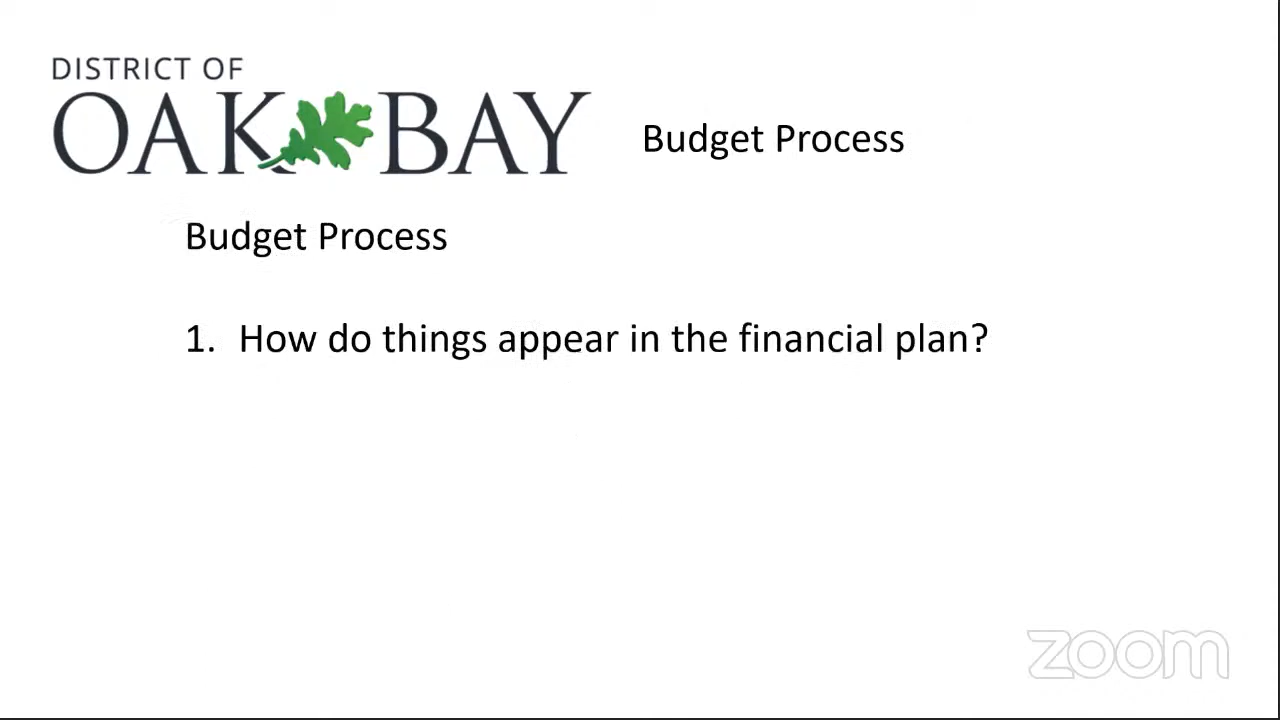 DISTRICT OF
OAK BAY
Budget Process
Budget Process
1. How do things appear in the financial plan?
zoom